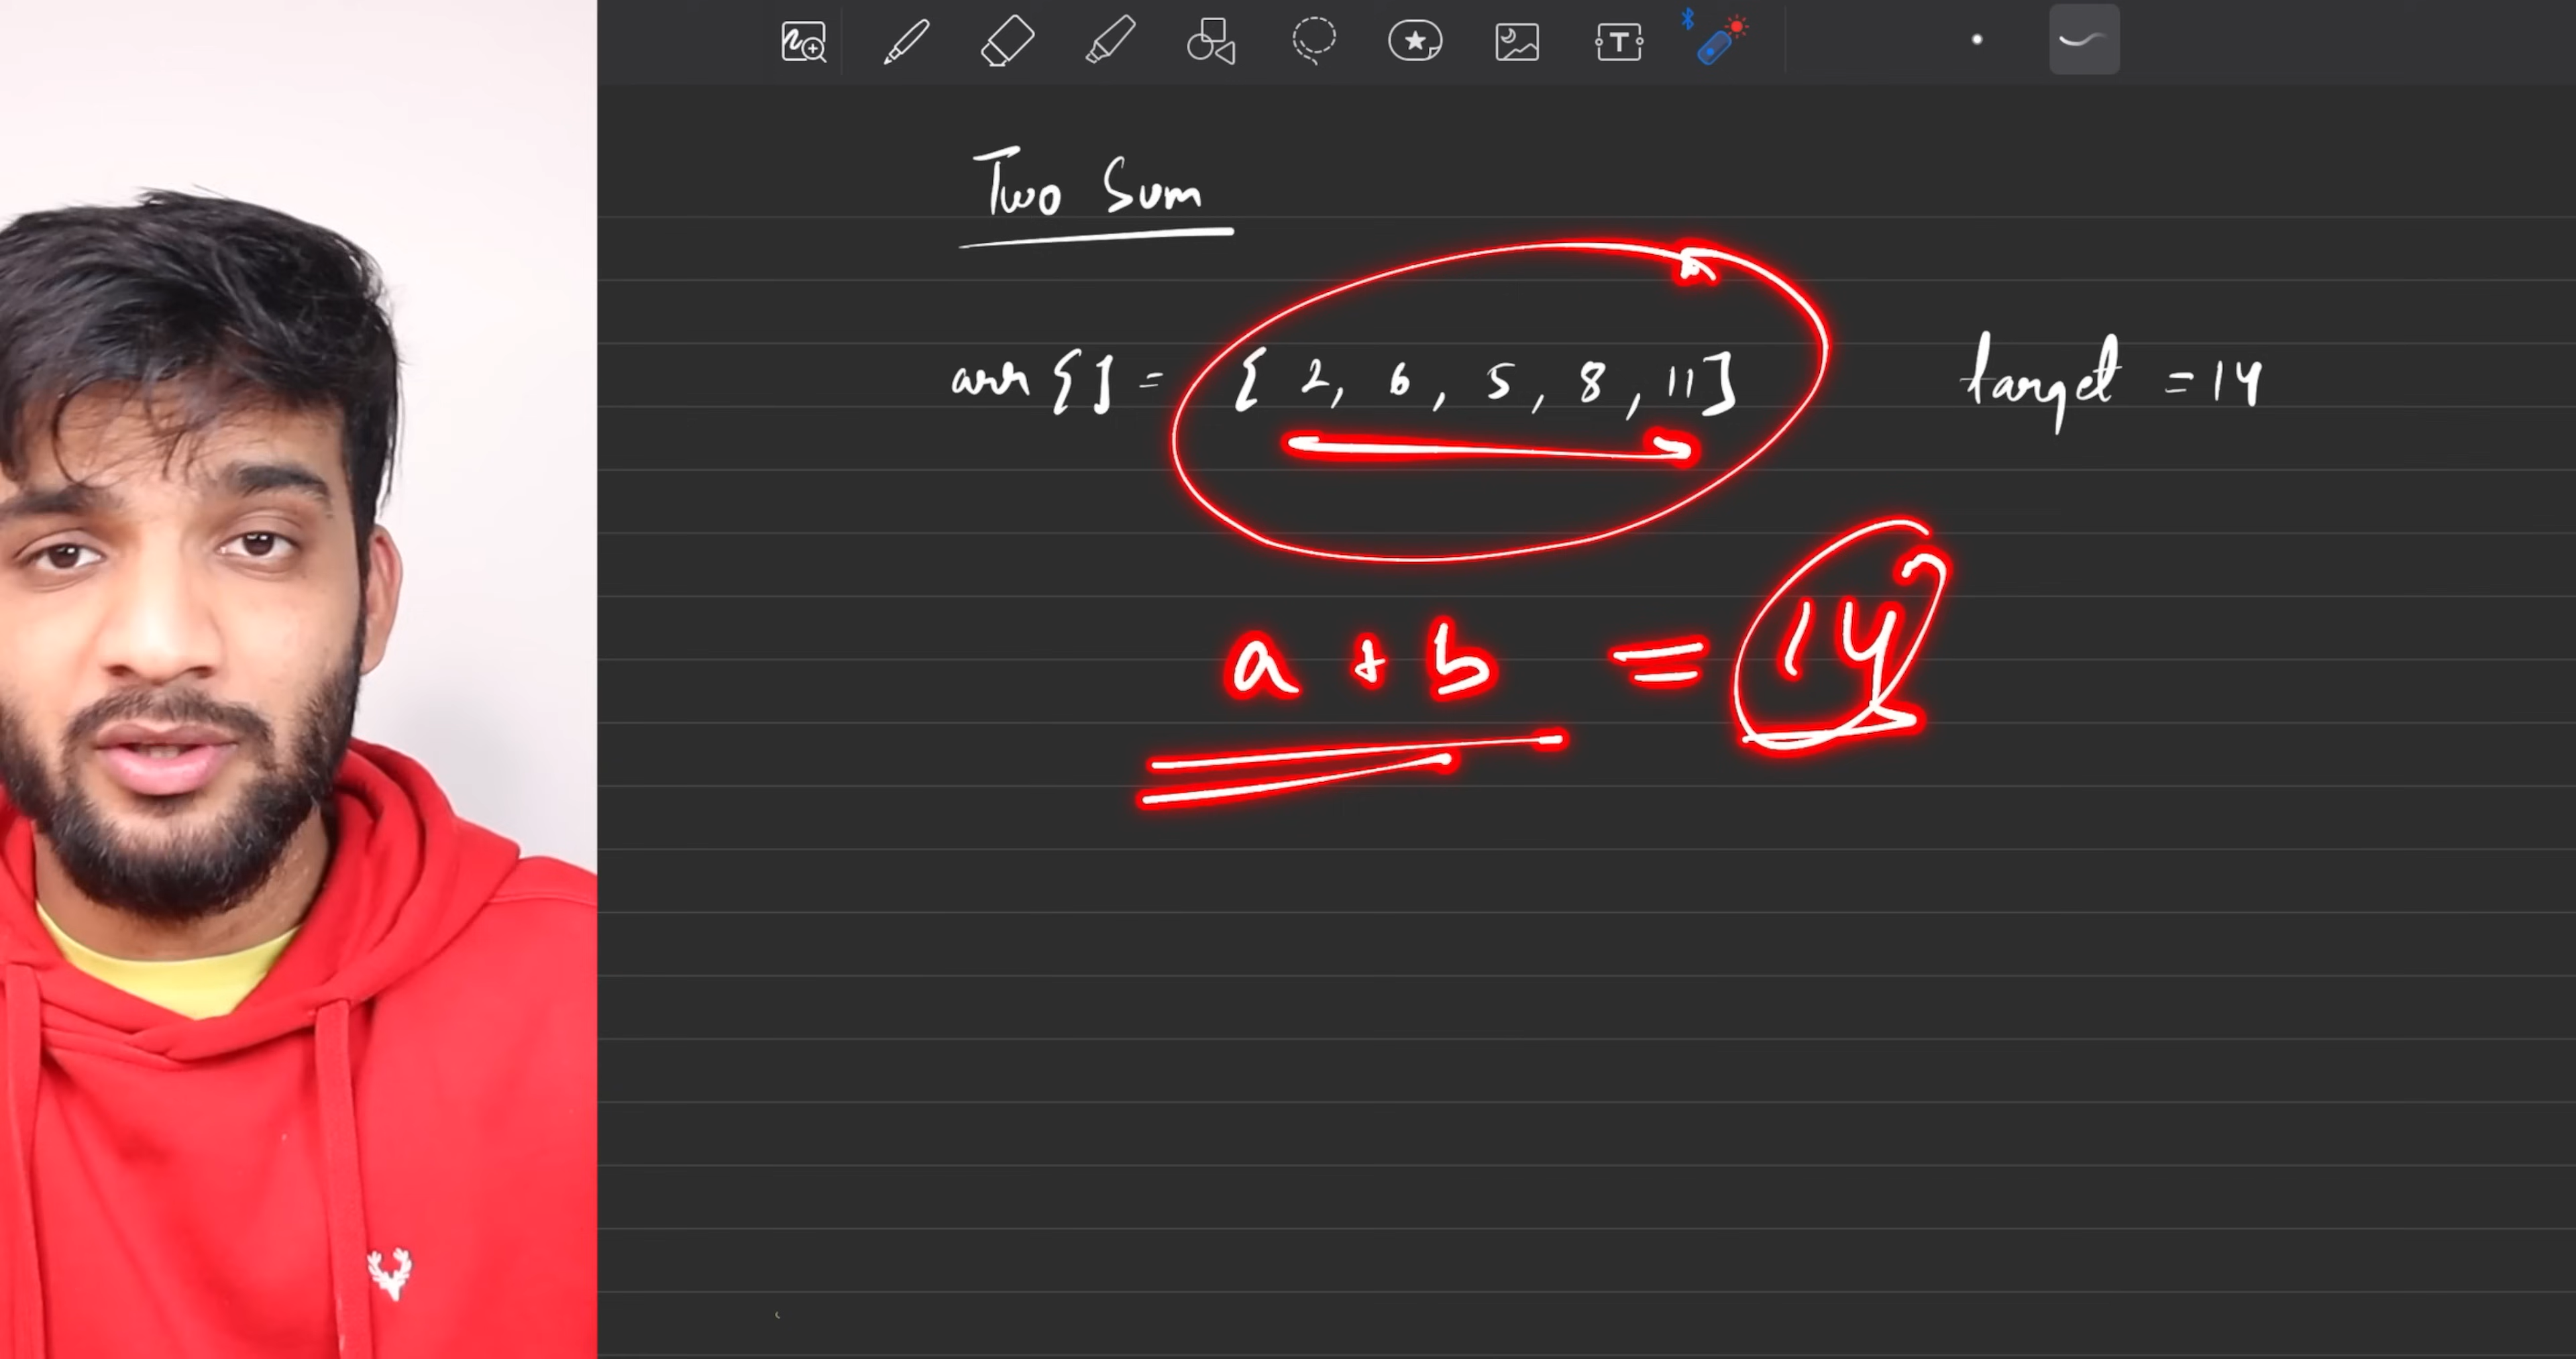 Two Sum
arr [] = [ 2, 6, 5, 8, 11] target = 14
a + b = 14